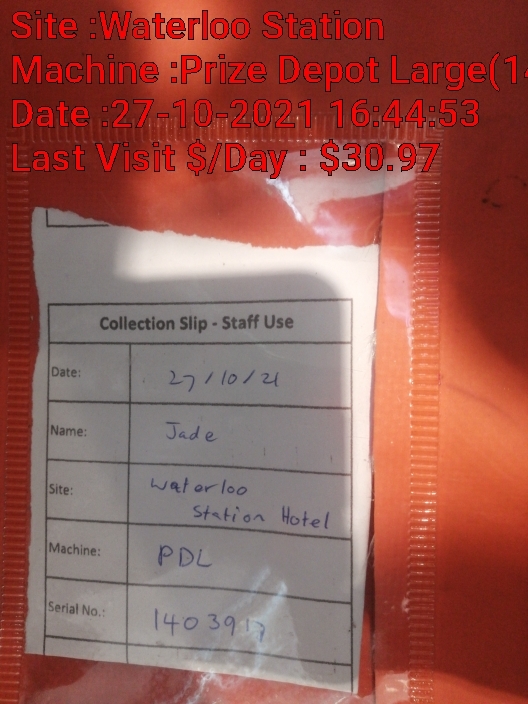 Site :Waterloo Station
Machine :Prize Depot Large(14
Date :27-10-2021 16:44:53
Last Visit $/Day : $30.97
Collection Slip - Staff Use
Date: 27/10/21
Name: Jade
Site: Waterloo
Station Hotel
Machine: PDL
Serial No.: